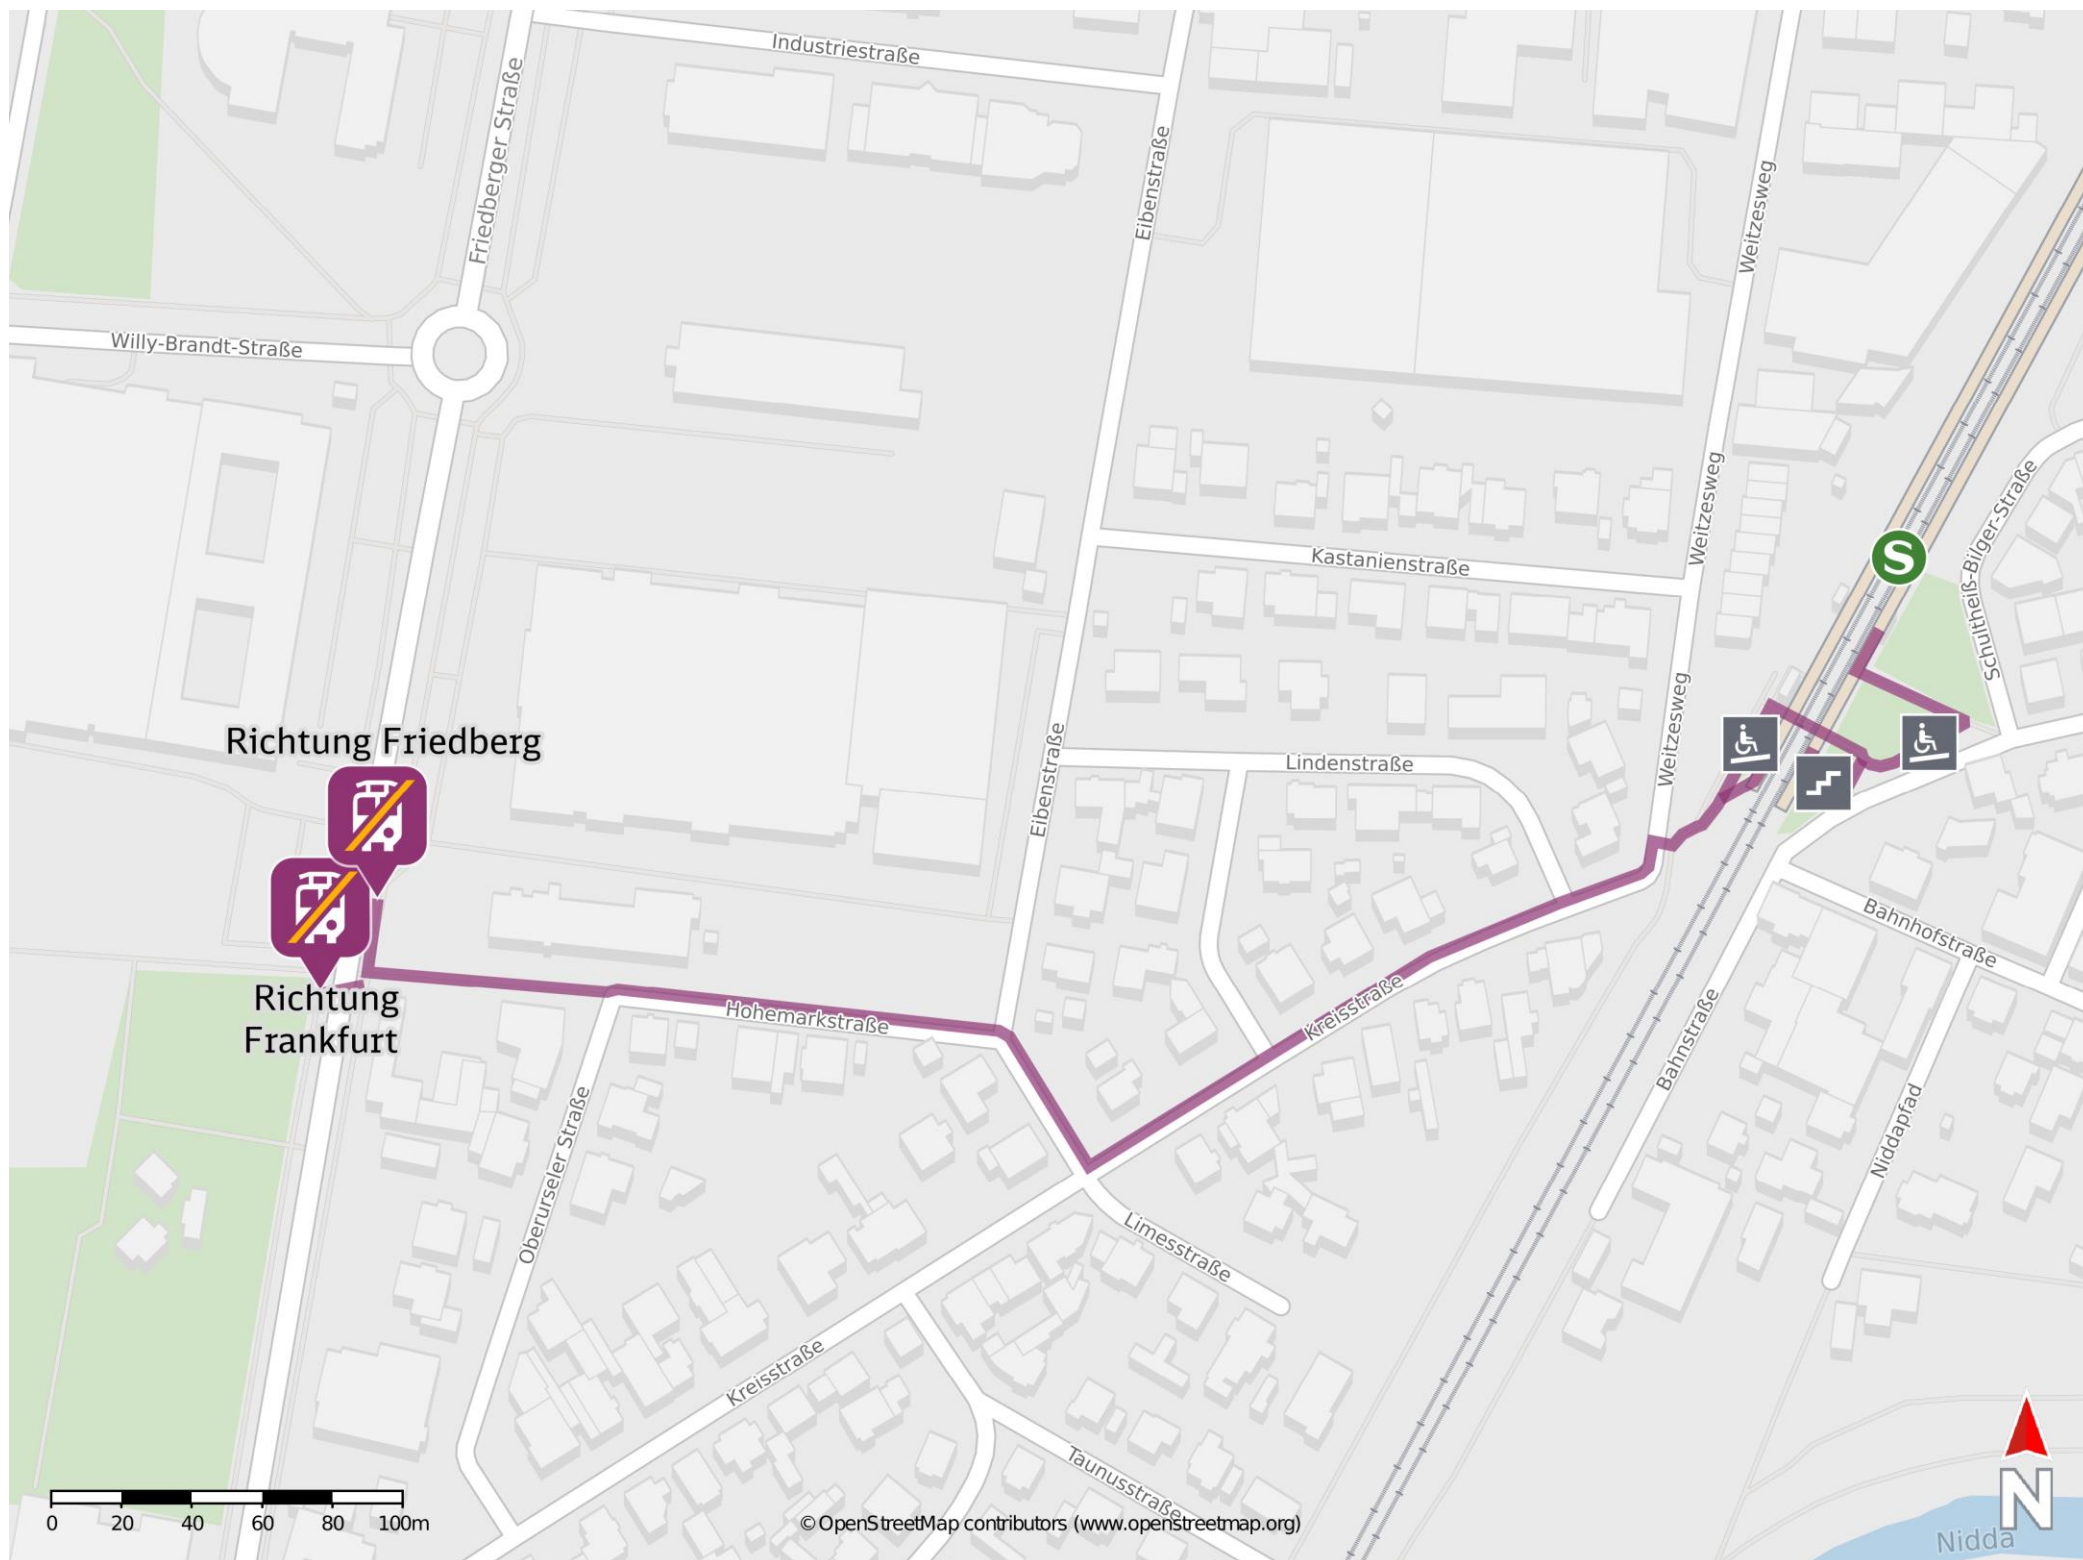 Industriestraße
Friedberger Straße
Eibenstraße
Weitzesweg
Willy-Brandt-Straße
Weitzesweg
Kastanienstraße
S
Schultheiß-Bilger-Straße
Richtung Friedberg
Weitzesweg
Eibenstraße
Lindenstraße
Bahnhofstraße
Richtung
Frankfurt
Hohemarkstraße
Kreisstraße
Bahnstraße
Niddapfad
Oberurseler Straße
Limesstraße
Kreisstraße
Taunusstraße
0 20 40 60 80 100m
© OpenStreetMap contributors (www.openstreetmap.org)
N
Nidda